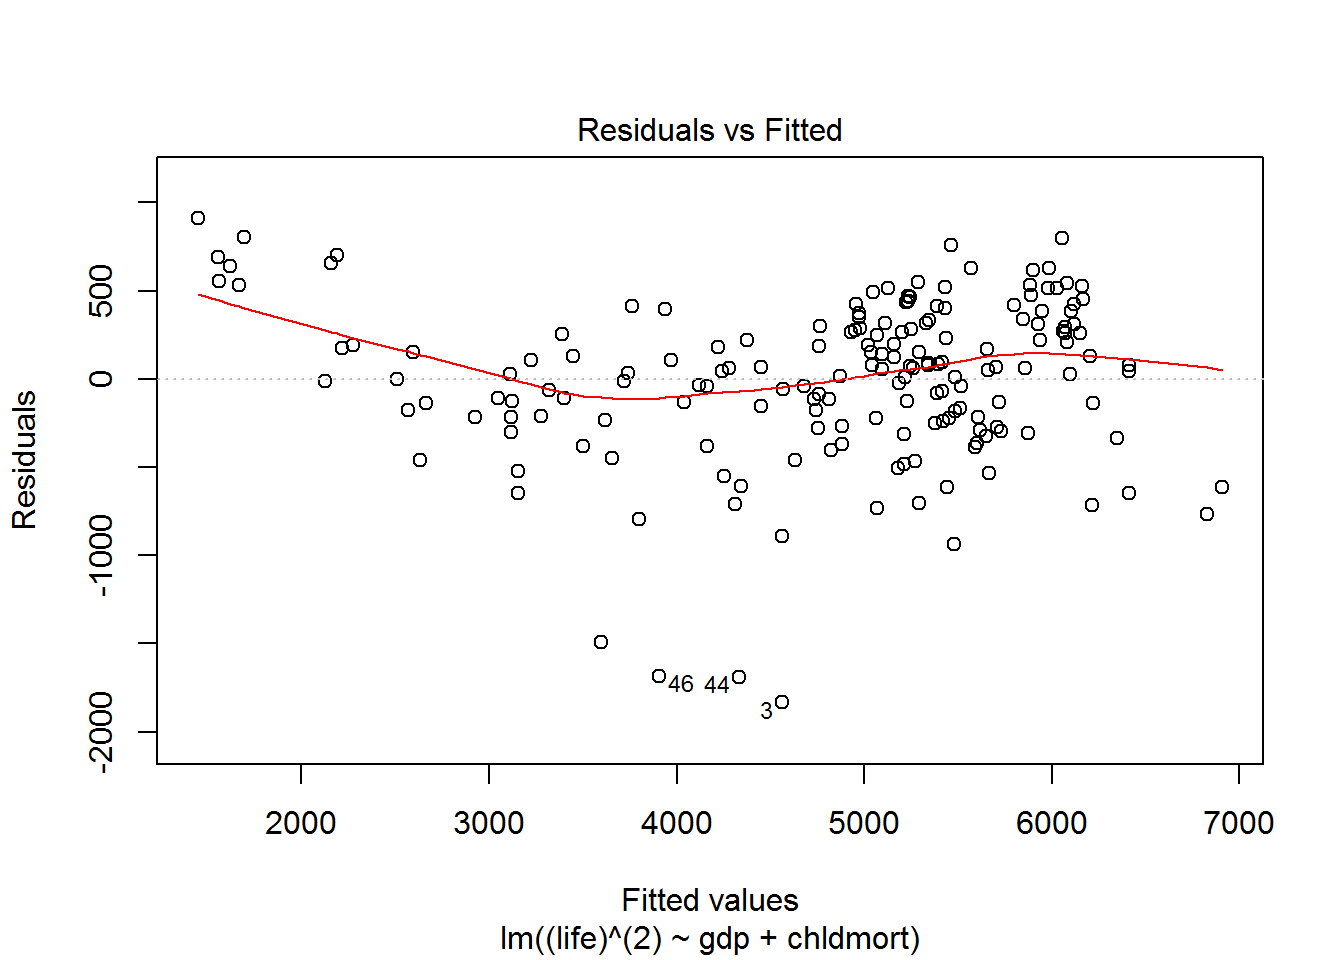 Residuals vs Fitted
Residuals
500
0
-1000
-2000
46
44
3
2000 3000 4000 5000 6000 7000
Fitted values
lm((life)^(2) ~ gdp + chldmort)